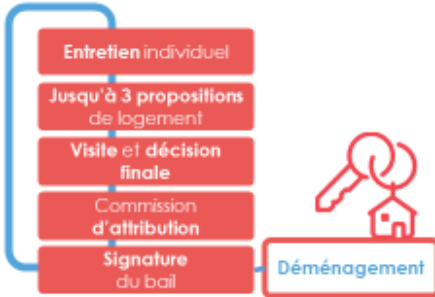 Entretien individuel
Jusqu'à 3 propositions
de logement
Visite et décision
finale
Commission
d'attribution
Signature
du bail
Déménagement